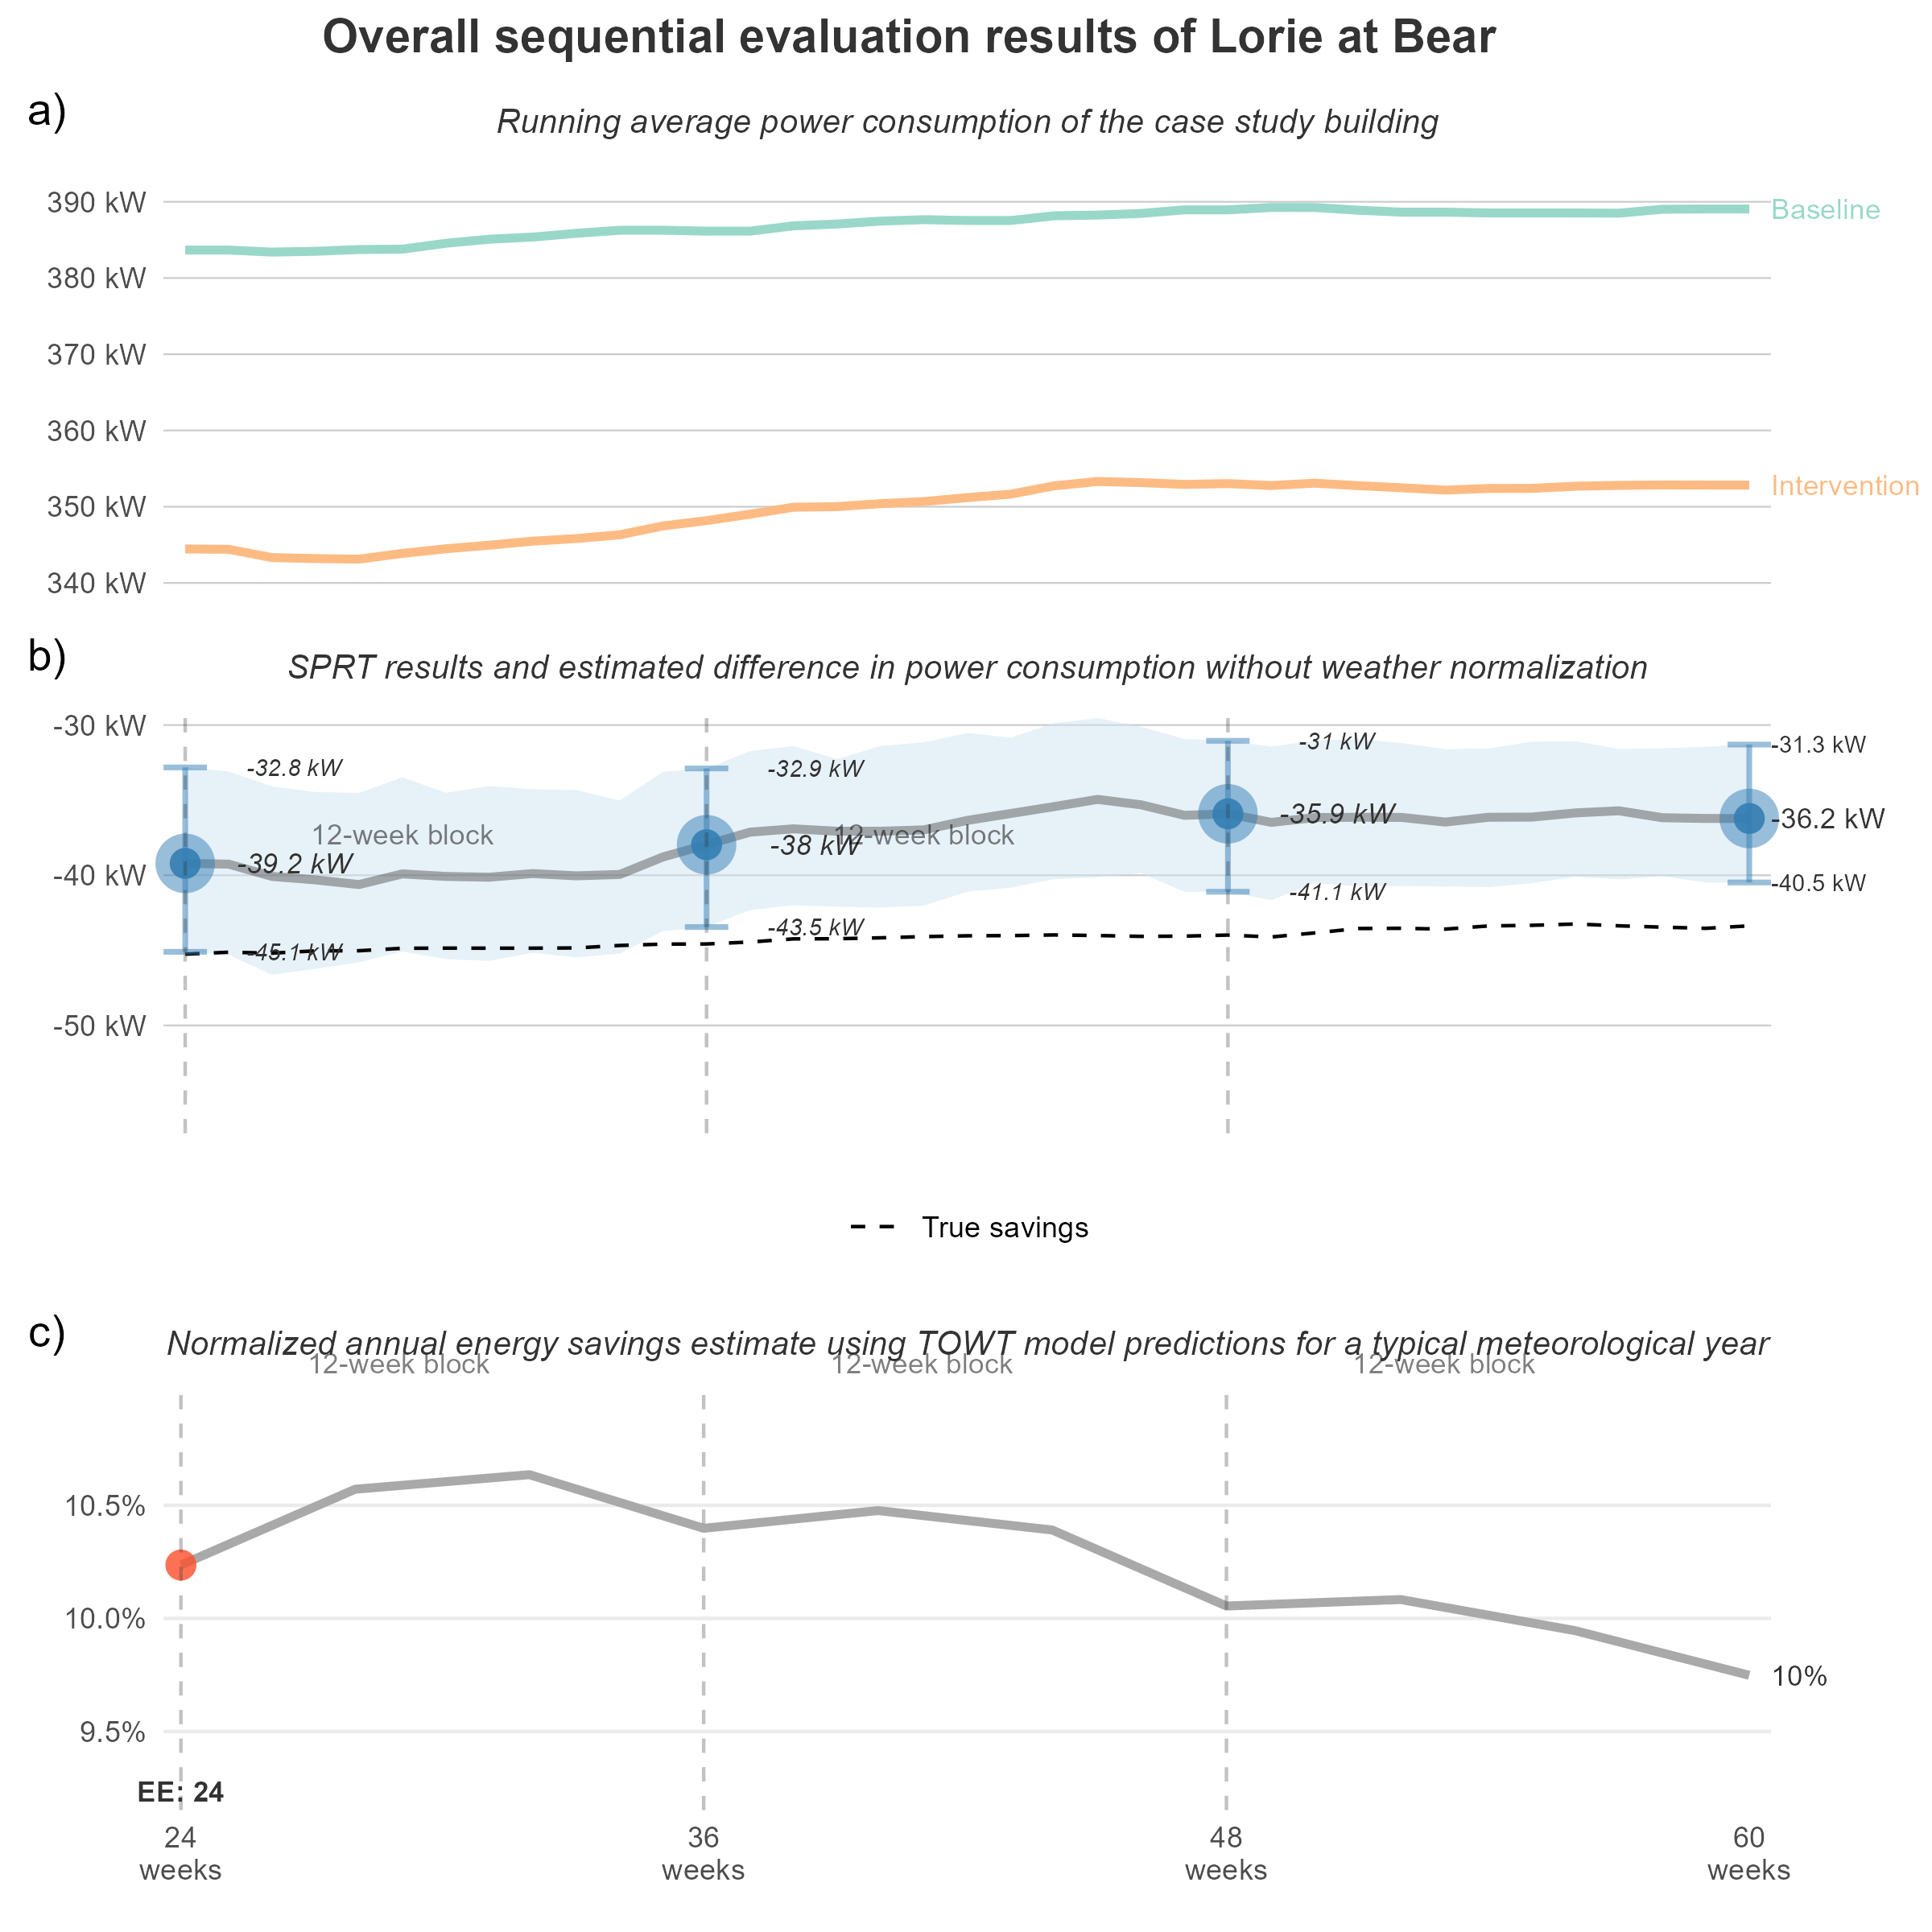 Overall sequential evaluation results of Lorie at Bear
a)
Running average power consumption of the case study building
390 kW
Baseline
380 kW
370 kW
360 kW
Intervention
350 kW
340 kW
b)
SPRT results and estimated difference in power consumption without weather normalization
-30 kW
-31 kW
-31.3 kW
-32.8 kW
-32.9 kW
-35.9 kW
-36.2 kW
12-week block
12-week block
-38 kW
-39.2 kW
-40 kW
-40.5 kW
-41.1 kW
-43.5 kW
-45.1 kW
-50 kW
True savings
c)
Normalized annual energy savings estimate using TOWT model predictions for a typical meteorological year
12-week block
12-week block
12-week block
10.5%
10.0%
10%
9.5%
EE: 24
24
weeks
36
weeks
48
weeks
60
weeks